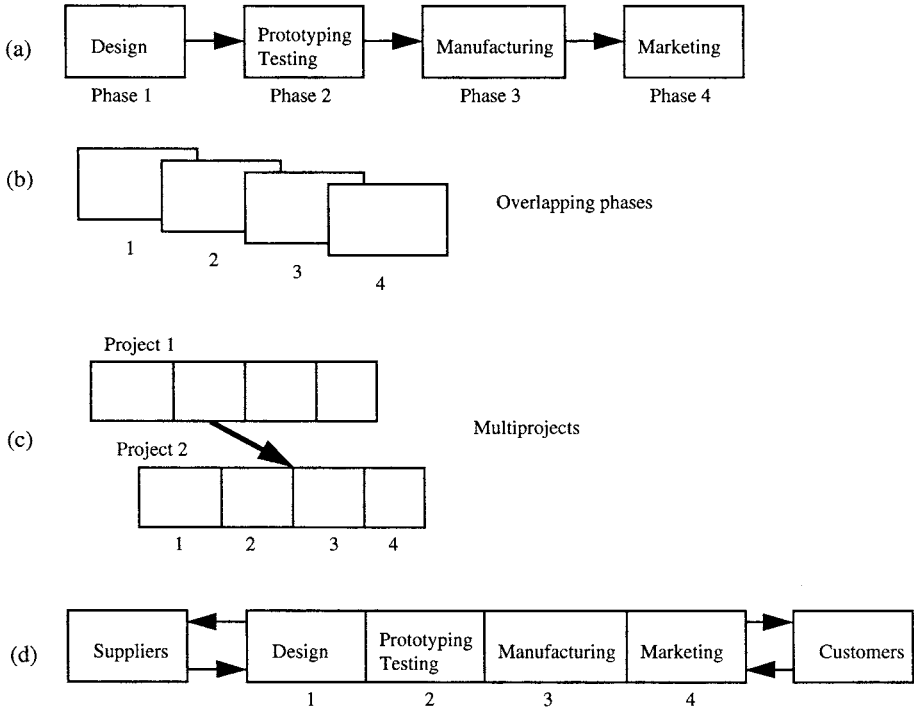 (a)
Design
Prototyping
Testing
Manufacturing
Marketing
Phase 1
Phase 2
Phase 3
Phase 4
(b)
Overlapping phases
1
2
3
4
Project 1
(c)
Multiprojects
Project 2
1
2
3
4
(d)
Suppliers
Design
Prototyping
Testing
Manufacturing
Marketing
Customers
1
2
3
4